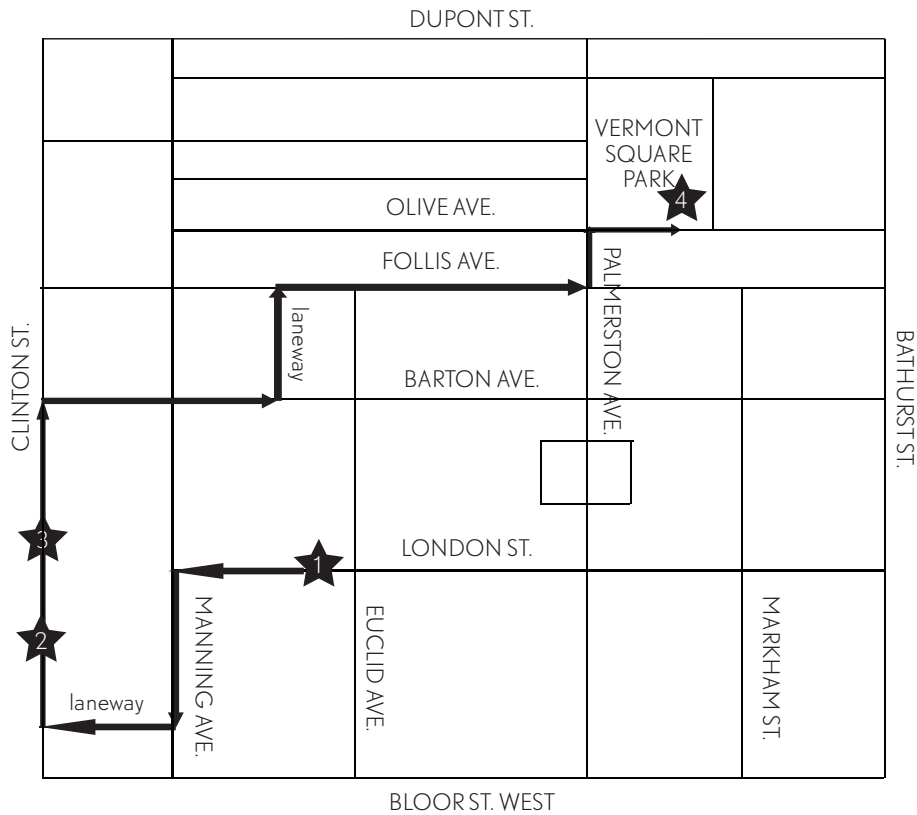 DUPONT ST.
VERMONT
SQUARE
PARK
4
OLIVE AVE.
FOLLIS AVE.
PALMERSTON AVE.
laneway
CLINTON ST.
BATHURST ST.
BARTON AVE.
3
LONDON ST.
1
2
MANNING AVE.
EUCLID AVE.
MARKHAM ST.
laneway
BLOOR ST. WEST